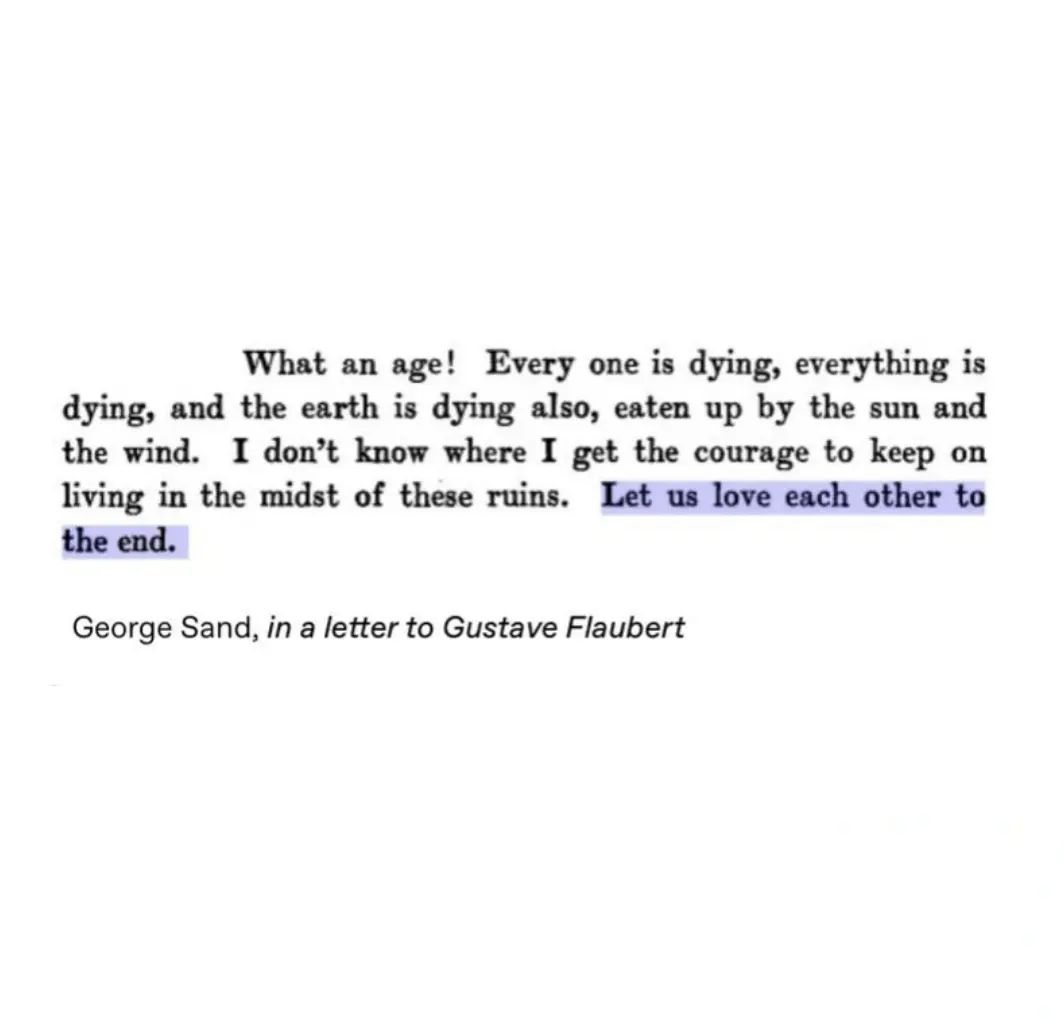 What an age! Every one is dying, everything is
dying, and the earth is dying also, eaten up by the sun and
the wind. I don't know where I get the courage to keep on
living in the midst of these ruins. Let us love each other to
the end.
George Sand, in a letter to Gustave Flaubert